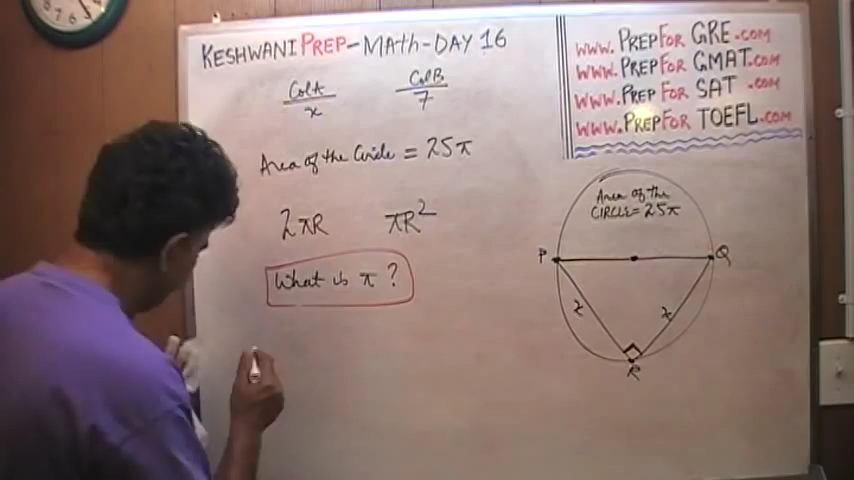 KESHWANI PREP-MATH-DAY 16
Col A Col B
x 7
Area of the Circle = 25π
2πR πR²
What is π ?
www.PREPFOR GRE.com
www.PREPFOR GMAT.com
www.PREP FOR SAT .com
www.PREPFOR TOEFL.com
Area of the
CIRCLE=25π
P Q
x x
R